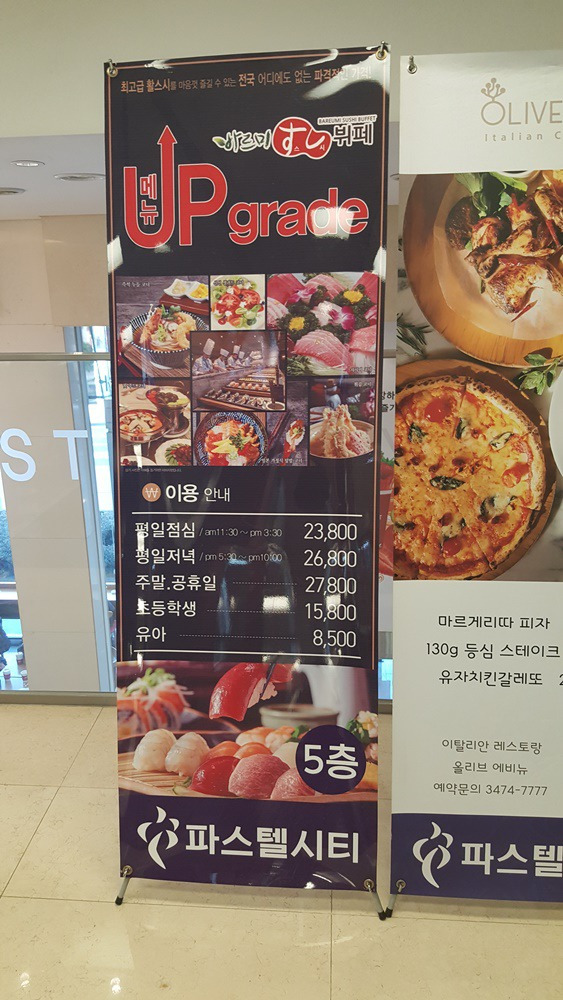 최고급 활스시를 마음껏 즐길 수 있는 전국 어디에도 없는 파격적인 가격!
BAREUMI SUSHI BUFFET
바르미 すし 뷔페
스 시
메뉴
UP grade
₩ 이용 안내
평일점심 / am11:30 ~ pm 3:30 23,800
평일저녁 / pm 5:30 ~ pm10:00 26,800
주말.공휴일 27,800
초등학생 15,800
유아 8,500
5층
파스텔시티
ST
OLIVE
Italian C
마르게리따 피자
130g 등심 스테이크
유자치킨갈레또 2
이탈리안 레스토랑
올리브 에비뉴
예약문의 3474-7777
파스텔